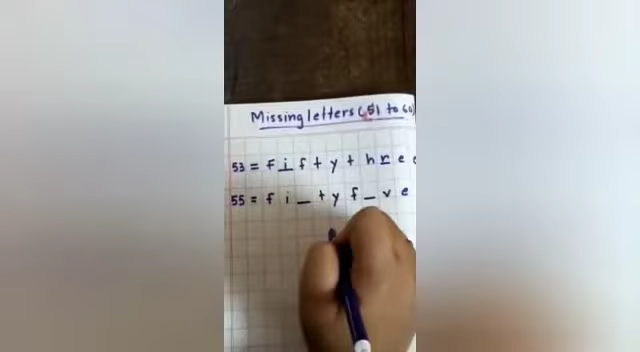 Missing letters (51 to 60)
53 = f i f t y t h r e e
55 = f i _ t y f _ v e